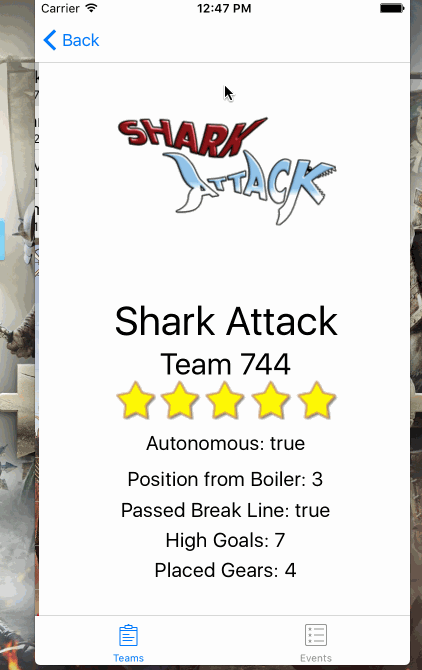 Carrier 12:47 PM
Back
SHARK
ATTACK
Shark Attack
Team 744
Autonomous: true
Position from Boiler: 3
Passed Break Line: true
High Goals: 7
Placed Gears: 4
Teams Events